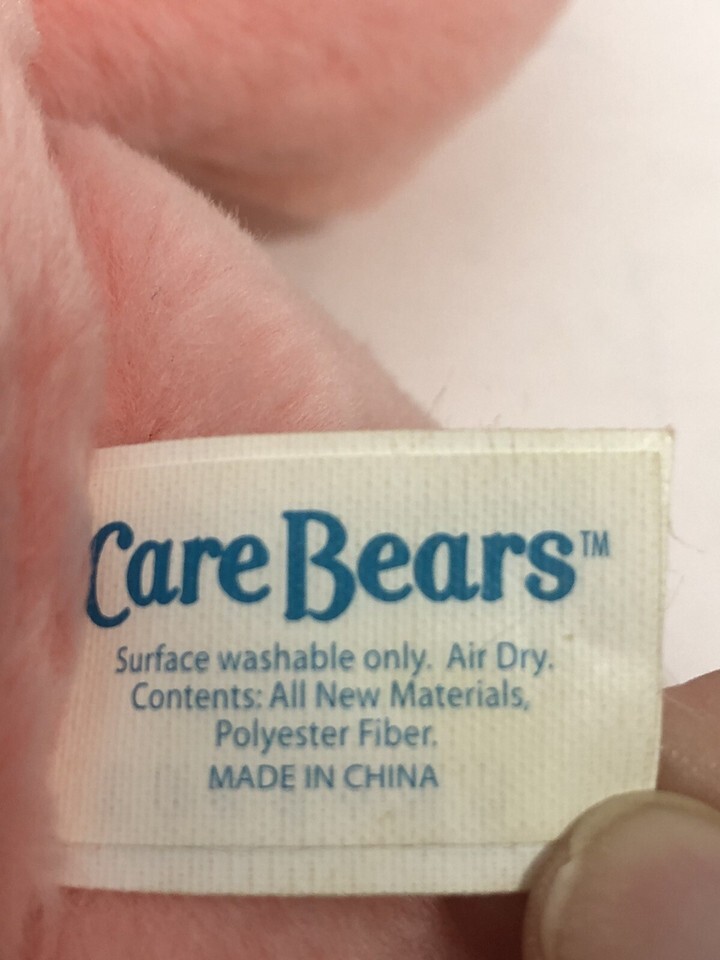 Care Bears™
Surface washable only. Air Dry.
Contents: All New Materials,
Polyester Fiber.
MADE IN CHINA